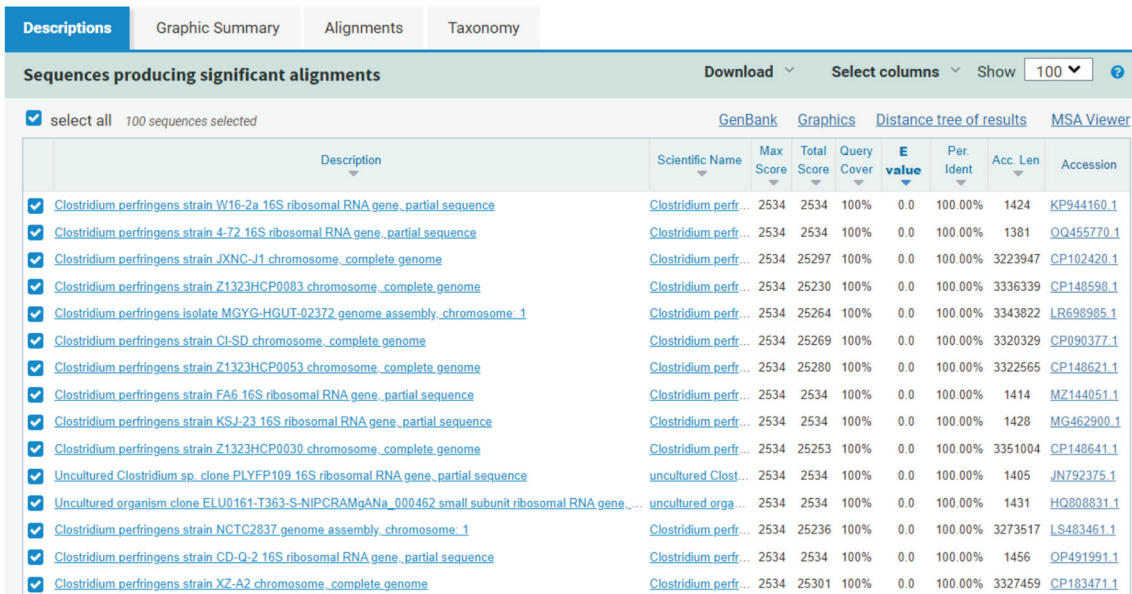 Descriptions Graphic Summary Alignments Taxonomy
Sequences producing significant alignments Download Select columns Show 100
select all 100 sequences selected GenBank Graphics Distance tree of results MSA Viewer
Description Scientific Name Max Score Total Score Query Cover E value Per. Ident Acc. Len Accession
Clostridium perfringens strain W16-2a 16S ribosomal RNA gene, partial sequence Clostridium perfr... 2534 2534 100% 0.0 100.00% 1424 KP944160.1
Clostridium perfringens strain 4-72 16S ribosomal RNA gene, partial sequence Clostridium perfr... 2534 2534 100% 0.0 100.00% 1381 OQ455770.1
Clostridium perfringens strain JXNC-J1 chromosome, complete genome Clostridium perfr... 2534 25297 100% 0.0 100.00% 3223947 CP102420.1
Clostridium perfringens strain Z1323HCP0083 chromosome, complete genome Clostridium perfr... 2534 25230 100% 0.0 100.00% 3336339 CP148598.1
Clostridium perfringens isolate MGYG-HGUT-02372 genome assembly, chromosome: 1 Clostridium perfr... 2534 25264 100% 0.0 100.00% 3343822 LR698985.1
Clostridium perfringens strain CI-SD chromosome, complete genome Clostridium perfr... 2534 25269 100% 0.0 100.00% 3320329 CP090377.1
Clostridium perfringens strain Z1323HCP0053 chromosome, complete genome Clostridium perfr... 2534 25280 100% 0.0 100.00% 3322565 CP148621.1
Clostridium perfringens strain FA6 16S ribosomal RNA gene, partial sequence Clostridium perfr... 2534 2534 100% 0.0 100.00% 1414 MZ144051.1
Clostridium perfringens strain KSJ-23 16S ribosomal RNA gene, partial sequence Clostridium perfr... 2534 2534 100% 0.0 100.00% 1428 MG462900.1
Clostridium perfringens strain Z1323HCP0030 chromosome, complete genome Clostridium perfr... 2534 25253 100% 0.0 100.00% 3351004 CP148641.1
Uncultured Clostridium sp. clone PLYFP109 16S ribosomal RNA gene, partial sequence uncultured Clost... 2534 2534 100% 0.0 100.00% 1405 JN792375.1
Uncultured organism clone ELU0161-T363-S-NIPCRAMgANa_000462 small subunit ribosomal RNA gene, ... uncultured orga... 2534 2534 100% 0.0 100.00% 1431 HQ808831.1
Clostridium perfringens strain NCTC2837 genome assembly, chromosome: 1 Clostridium perfr... 2534 25236 100% 0.0 100.00% 3273517 LS483461.1
Clostridium perfringens strain CD-Q-2 16S ribosomal RNA gene, partial sequence Clostridium perfr... 2534 2534 100% 0.0 100.00% 1456 OP491991.1
Clostridium perfringens strain XZ-A2 chromosome, complete genome Clostridium perfr... 2534 25301 100% 0.0 100.00% 3327459 CP183471.1